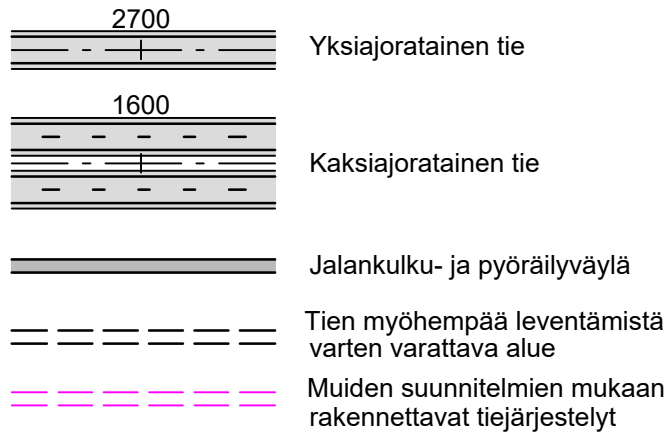 2700
Yksiajoratainen tie
1600
Kaksiajoratainen tie
Jalankulku- ja pyöräilyväylä
Tien myöhempää leventämistä
varten varattava alue
Muiden suunnitelmien mukaan
rakennettavat tiejärjestelyt